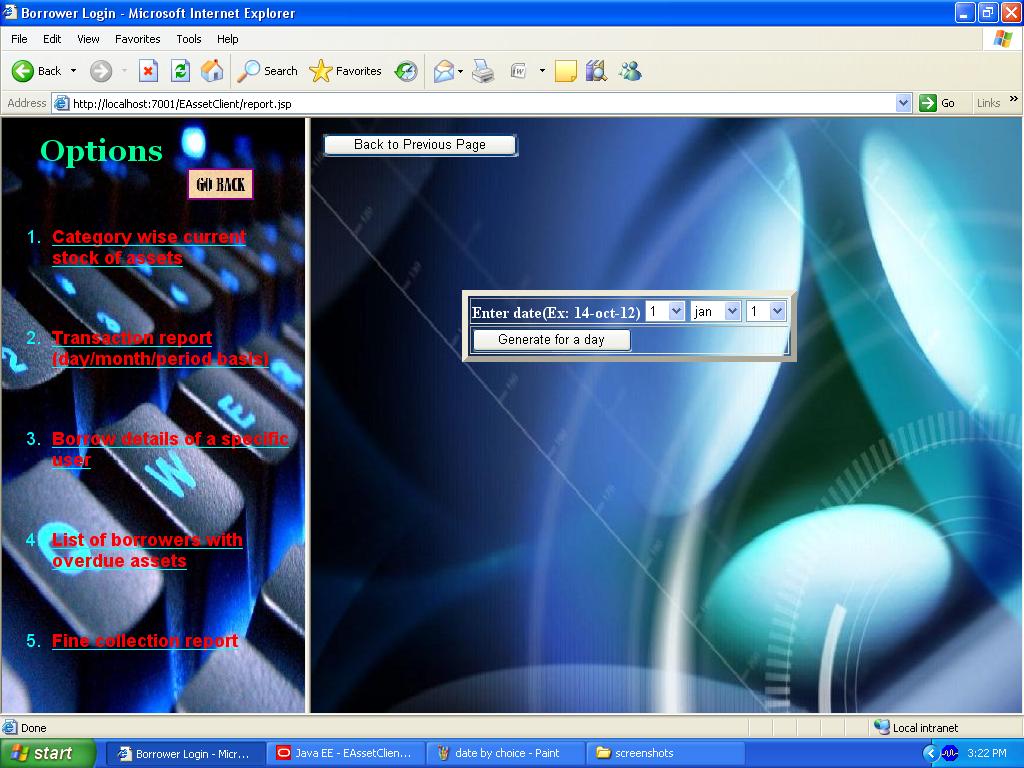 Borrower Login - Microsoft Internet Explorer
File Edit View Favorites Tools Help
Back Search Favorites
Address http://localhost:7001/EAssetClient/report.jsp Go Links »
Options
GO BACK
1. Category wise current
stock of assets
2. Transaction report
(day/month/period basis)
3. Borrow details of a specific
user
4. List of borrowers with
overdue assets
5. Fine collection report
Back to Previous Page
Enter date(Ex: 14-oct-12) 1 jan 1
Generate for a day
Done Local intranet
start Borrower Login - Micr... Java EE - EAssetClien... date by choice - Paint screenshots 3:22 PM